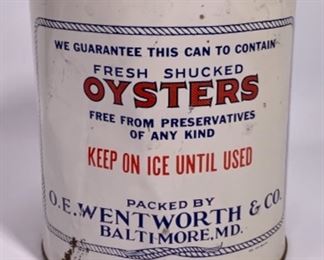 WE GUARANTEE THIS CAN TO CONTAIN
FRESH SHUCKED
OYSTERS
FREE FROM PRESERVATIVES
OF ANY KIND
KEEP ON ICE UNTIL USED
PACKED BY
O.E. WENTWORTH & CO.
BALTIMORE, MD.